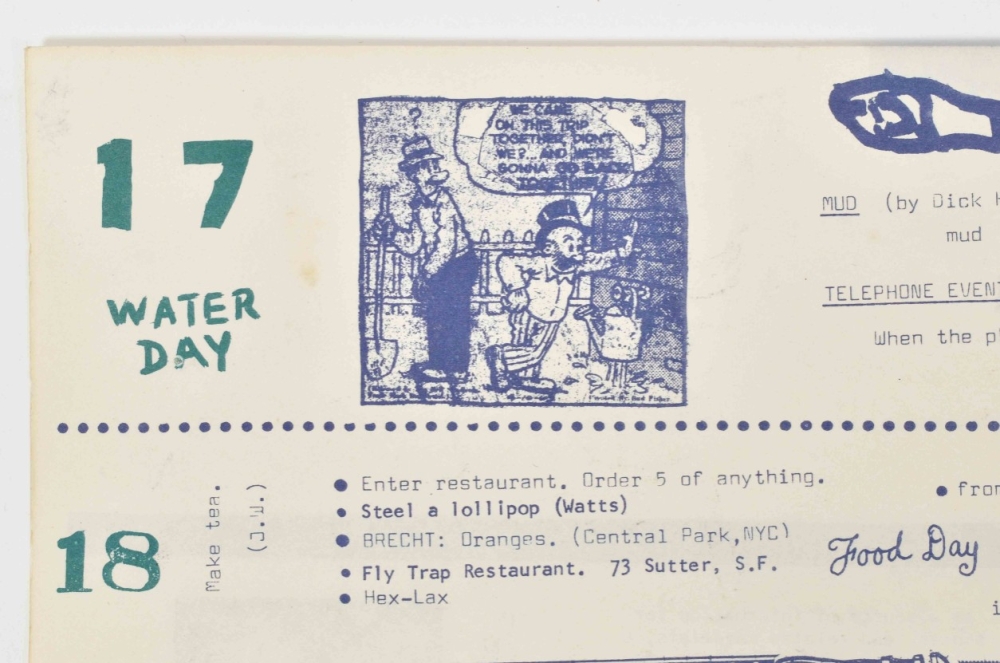 17
WATER
DAY
?
WE CAME
ON THIS TRIP
TOGETHER DIDN'T
WE? AND WE'RE
GONNA GO BACK
TOGETHER
MUD (by Dick
mud
TELEPHONE EVENT
When the
18
Make tea.
(J.W.)
• Enter restaurant. Order 5 of anything.
• Steel a lollipop (Watts)
• BRECHT: Oranges. (Central Park,NYC)
• Fly Trap Restaurant. 73 Sutter, S.F.
• Hex-Lax
• from
Food Day